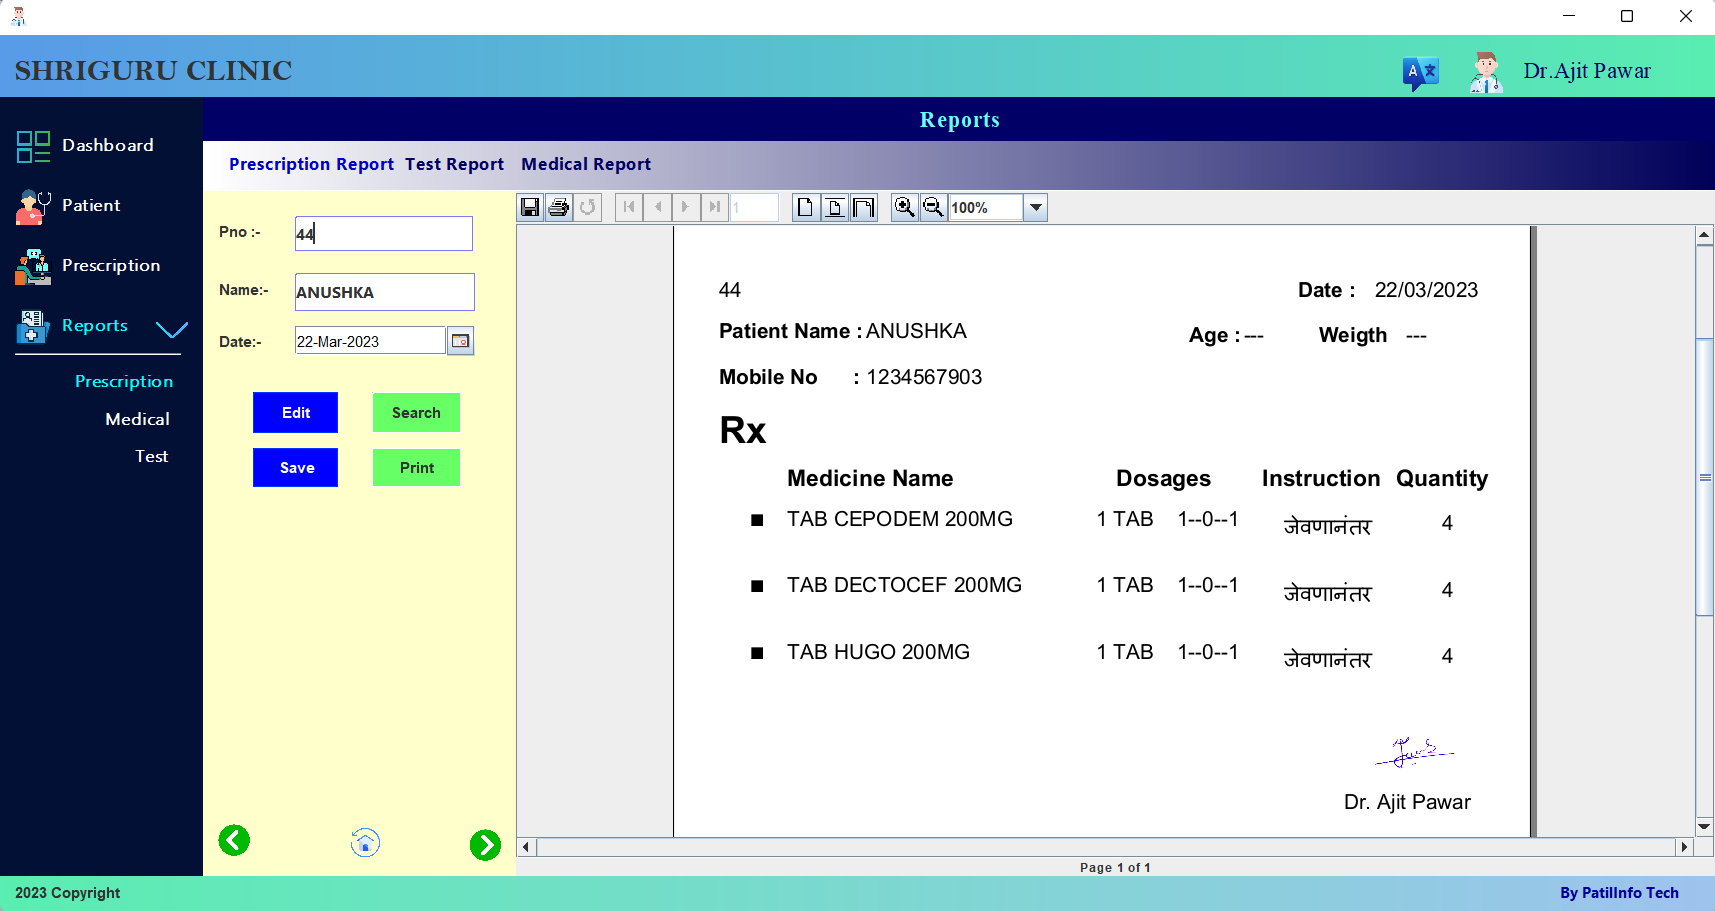 SHRIGURU CLINIC
Dr.Ajit Pawar
Reports
Dashboard
Patient
Prescription
Reports
Prescription
Medical
Test
Prescription Report Test Report Medical Report
Pno :- 44
Name:- ANUSHKA
Date:- 22-Mar-2023
Edit Search
Save Print
1 100%
44 Date : 22/03/2023
Patient Name : ANUSHKA Age : --- Weigth ---
Mobile No : 1234567903
Rx
Medicine Name Dosages Instruction Quantity
■ TAB CEPODEM 200MG 1 TAB 1--0--1 जेवणानंतर 4
■ TAB DECTOCEF 200MG 1 TAB 1--0--1 जेवणानंतर 4
■ TAB HUGO 200MG 1 TAB 1--0--1 जेवणानंतर 4
Dr. Ajit Pawar
Page 1 of 1
2023 Copyright
By PatilInfo Tech